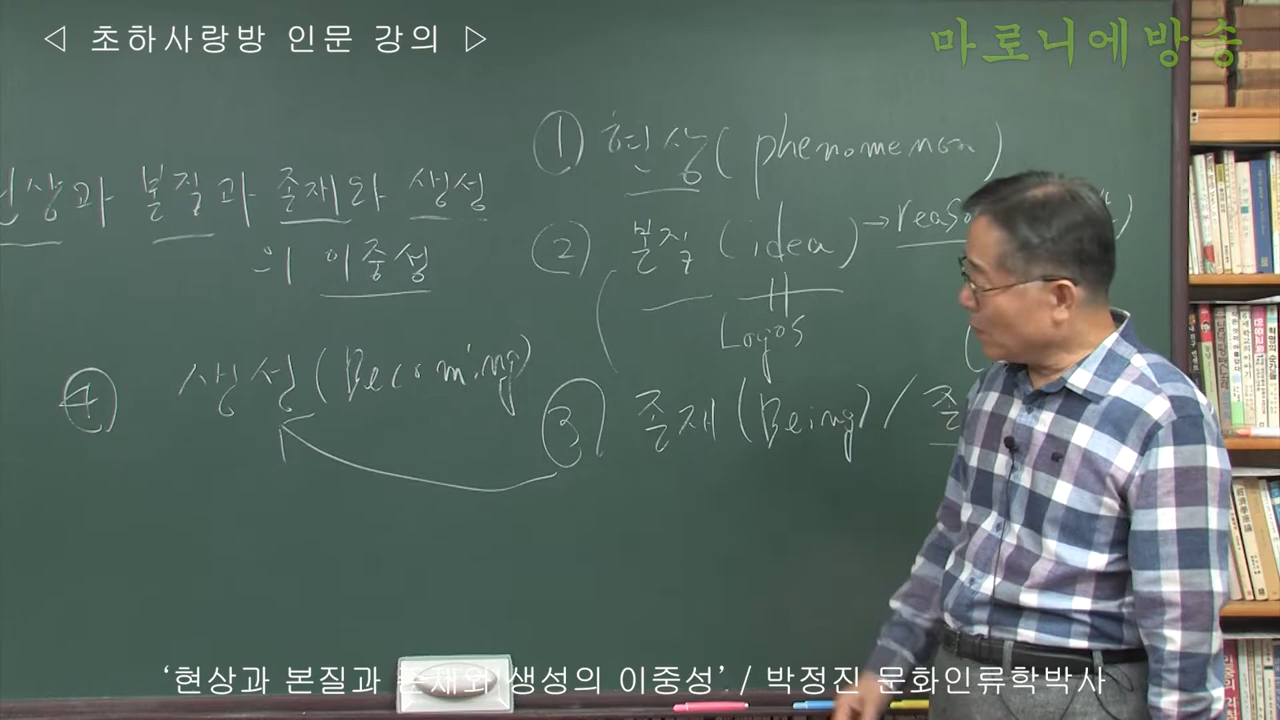 ◁ 초하사랑방 인문 강의 ▷
마로니에방송
현상과 본질과 존재와 생성
의 이중성
① 현상(phenomenon)
② 본질(idea)→reaso
Logos
③ 존재(Being)/존
④ 생성(Becoming)
'현상과 본질과 존재와 생성의 이중성' / 박정진 문화인류학박사